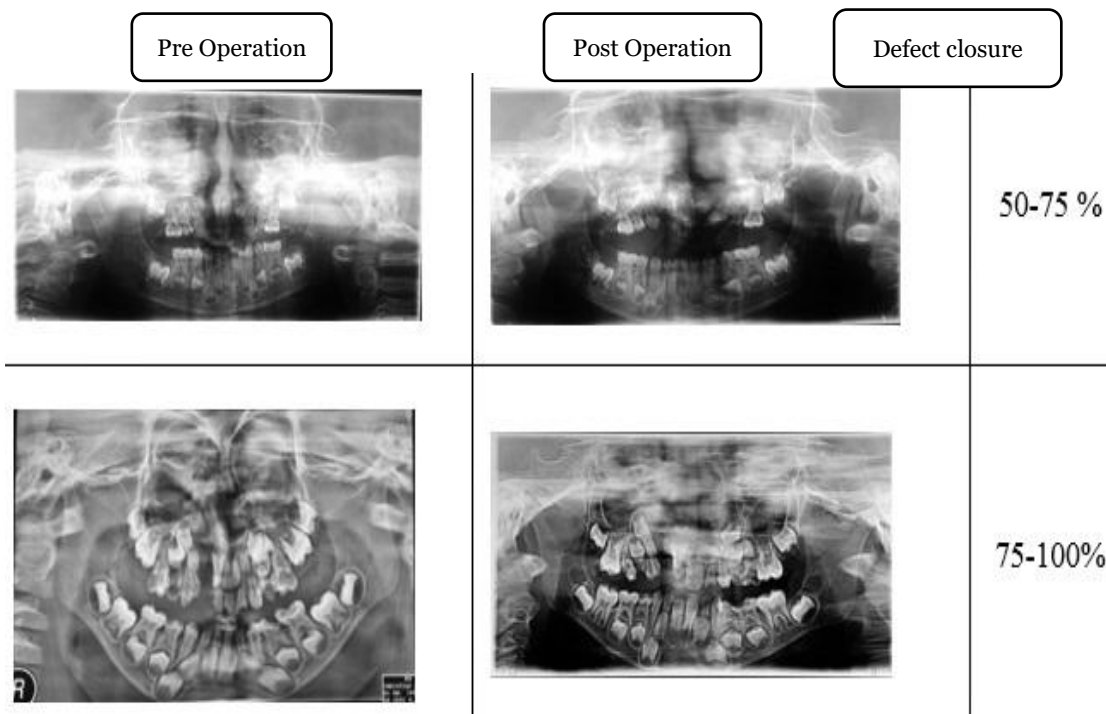 Pre Operation
Post Operation
Defect closure
50-75 %
75-100%
R